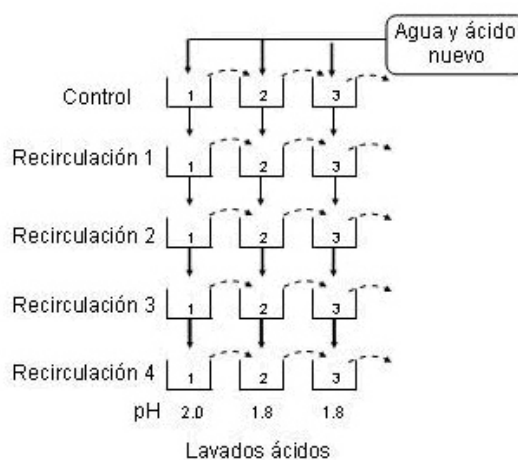 Agua y ácido
nuevo
Control 1 2 3
Recirculación 1 1 2 3
Recirculación 2 1 2 3
Recirculación 3 1 2 3
Recirculación 4 1 2 3
pH 2.0 1.8 1.8
Lavados ácidos